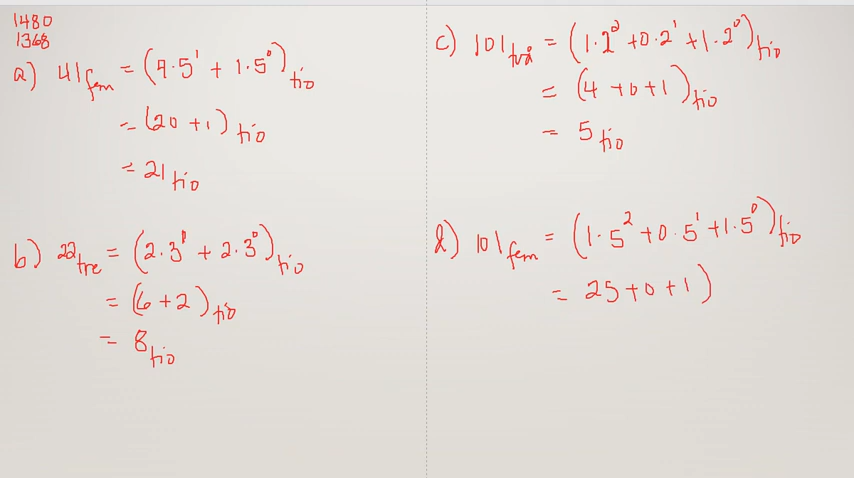 1480
1368
a) 41fem = (4·5¹ + 1·5⁰)tio
= (20 + 1)tio
= 21tio
b) 22tre = (2·3⁰ + 2·3⁰)tio
= (6 + 2)tio
= 8tio
c) 101två = (1·2² + 0·2¹ + 1·2⁰)tio
= (4 + 0 + 1)tio
= 5tio
d) 101fem = (1·5² + 0·5¹ + 1·5⁰)tio
= 25 + 0 + 1)